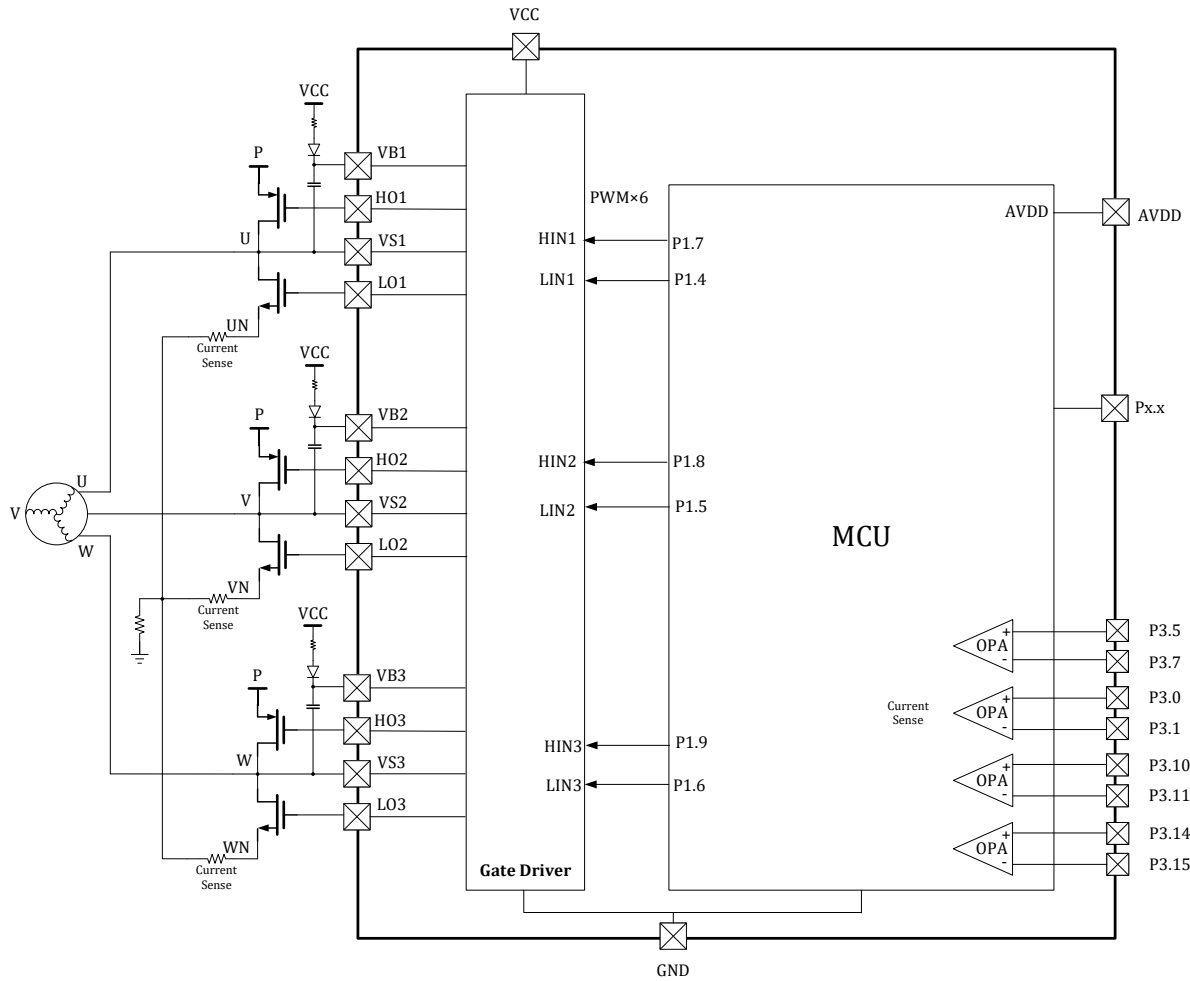 VCC
VCC
P
VB1
HO1
U
VS1
LO1
UN
Current
Sense
VCC
P
VB2
HO2
V
VS2
LO2
VN
Current
Sense
U
V
W
VCC
P
VB3
HO3
W
VS3
LO3
WN
Current
Sense
PWM×6
HIN1
P1.7
LIN1
P1.4
HIN2
P1.8
LIN2
P1.5
HIN3
P1.9
LIN3
P1.6
Gate Driver
MCU
AVDD
AVDD
Px.x
Current
Sense
+
OPA
-
P3.5
P3.7
+
OPA
-
P3.0
P3.1
+
OPA
-
P3.10
P3.11
+
OPA
-
P3.14
P3.15
GND